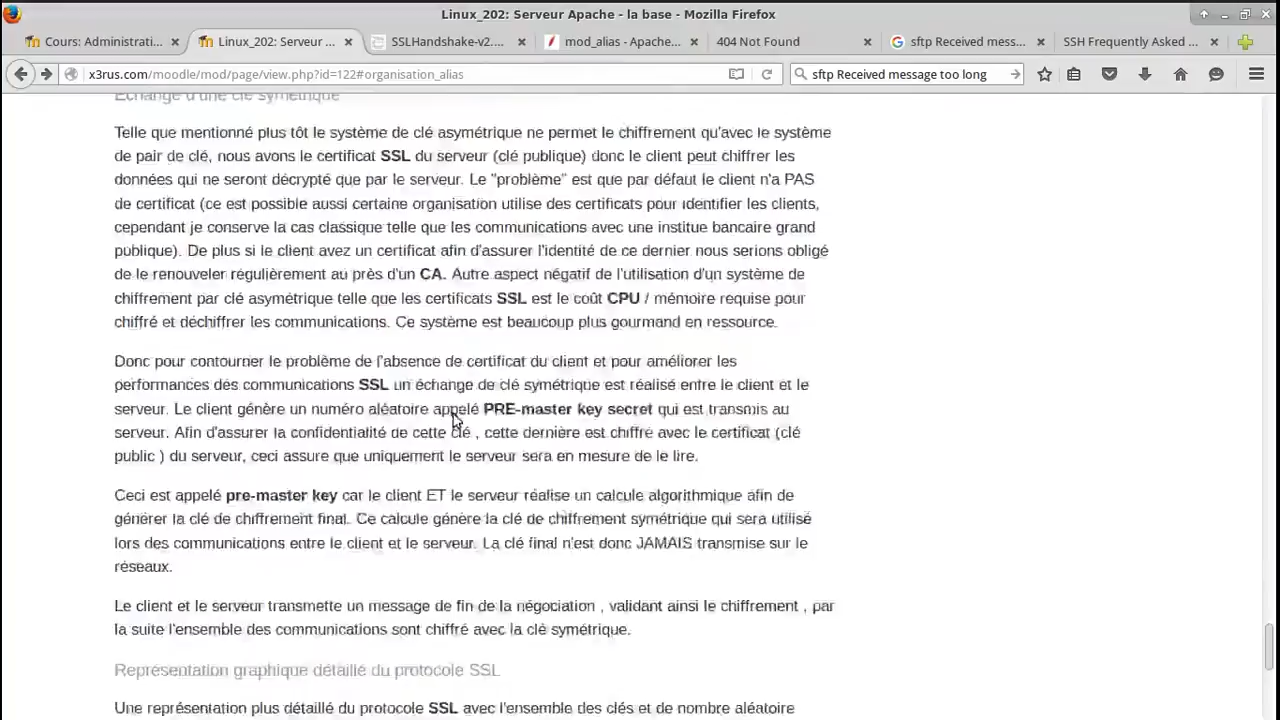 Linux_202: Serveur Apache - la base - Mozilla Firefox
Cours: Administrati... Linux_202: Serveur ... SSLHandshake-v2.... mod_alias - Apache... 404 Not Found sftp Received mess... SSH Frequently Asked ...
x3rus.com/moodle/mod/page/view.php?id=122#organisation_alias sftp Received message too long
Echange d'une clé symétrique
Telle que mentionné plus tôt le système de clé asymétrique ne permet le chiffrement qu'avec le système
de pair de clé, nous avons le certificat SSL du serveur (clé publique) donc le client peut chiffrer les
données qui ne seront décrypté que par le serveur. Le "problème" est que par défaut le client n'a PAS
de certificat (ce est possible aussi certaine organisation utilise des certificats pour identifier les clients,
cependant je conserve la cas classique telle que les communications avec une institue bancaire grand
publique). De plus si le client avez un certificat afin d'assurer l'identité de ce dernier nous serions obligé
de le renouveler régulièrement au près d'un CA. Autre aspect négatif de l'utilisation d'un système de
chiffrement par clé asymétrique telle que les certificats SSL est le coût CPU / mémoire requise pour
chiffré et déchiffrer les communications. Ce système est beaucoup plus gourmand en ressource.
Donc pour contourner le problème de l'absence de certificat du client et pour améliorer les
performances des communications SSL un échange de clé symétrique est réalisé entre le client et le
serveur. Le client génère un numéro aléatoire appelé PRE-master key secret qui est transmis au
serveur. Afin d'assurer la confidentialité de cette clé , cette dernière est chiffré avec le certificat (clé
public ) du serveur, ceci assure que uniquement le serveur sera en mesure de le lire.
Ceci est appelé pre-master key car le client ET le serveur réalise un calcule algorithmique afin de
générer la clé de chiffrement final. Ce calcule génère la clé de chiffrement symétrique qui sera utilisé
lors des communications entre le client et le serveur. La clé final n'est donc JAMAIS transmise sur le
réseaux.
Le client et le serveur transmette un message de fin de la négociation , validant ainsi le chiffrement , par
la suite l'ensemble des communications sont chiffré avec la clé symétrique.
Représentation graphique détaillé du protocole SSL
Une représentation plus détaillé du protocole SSL avec l'ensemble des clés et de nombre aléatoire